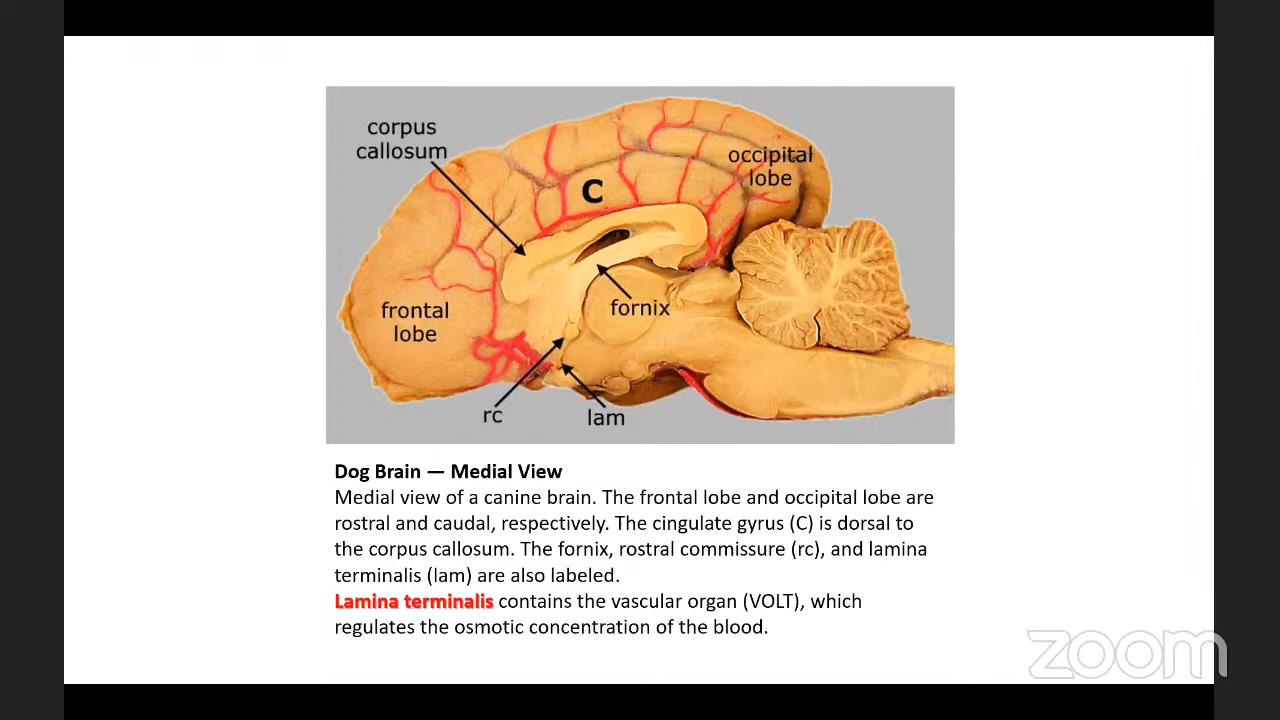 corpus
callosum
occipital
lobe
C
frontal
lobe
fornix
rc
lam
Dog Brain — Medial View
Medial view of a canine brain. The frontal lobe and occipital lobe are
rostral and caudal, respectively. The cingulate gyrus (C) is dorsal to
the corpus callosum. The fornix, rostral commissure (rc), and lamina
terminalis (lam) are also labeled.
Lamina terminalis contains the vascular organ (VOLT), which
regulates the osmotic concentration of the blood.
zoom